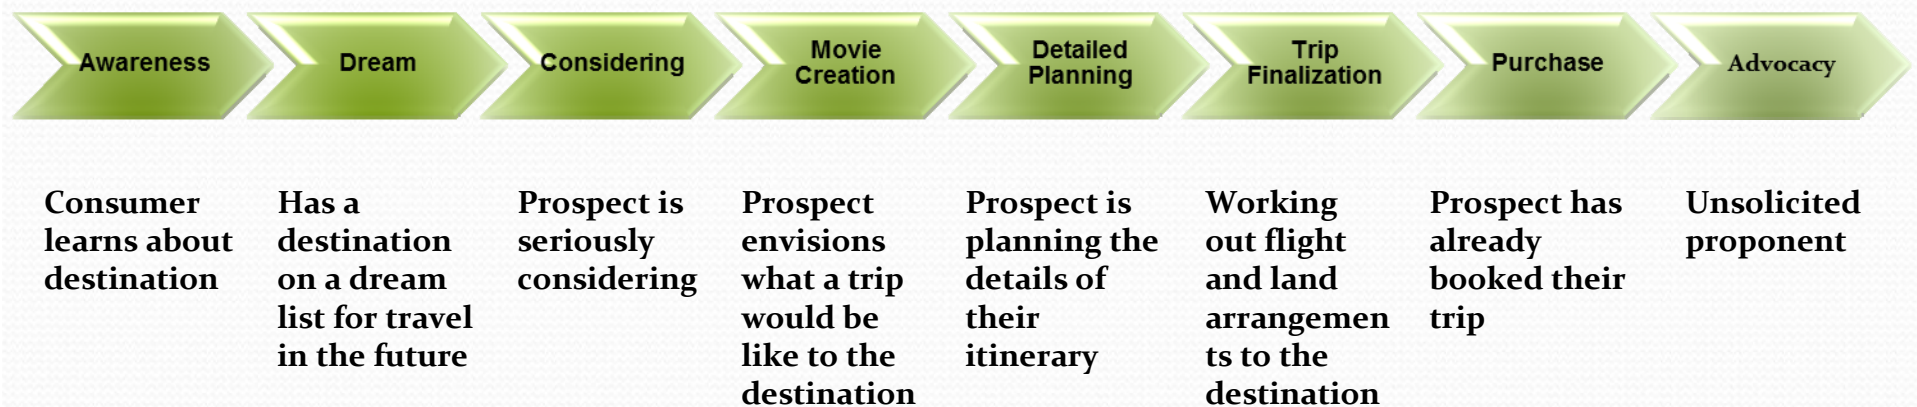 Awareness
Dream
Considering
Movie
Creation
Detailed
Planning
Trip
Finalization
Purchase
Advocacy
Consumer
learns about
destination
Has a
destination
on a dream
list for travel
in the future
Prospect is
seriously
considering
Prospect
envisions
what a trip
would be
like to the
destination
Prospect is
planning the
details of
their
itinerary
Working
out flight
and land
arrangemen
ts to the
destination
Prospect has
already
booked their
trip
Unsolicited
proponent